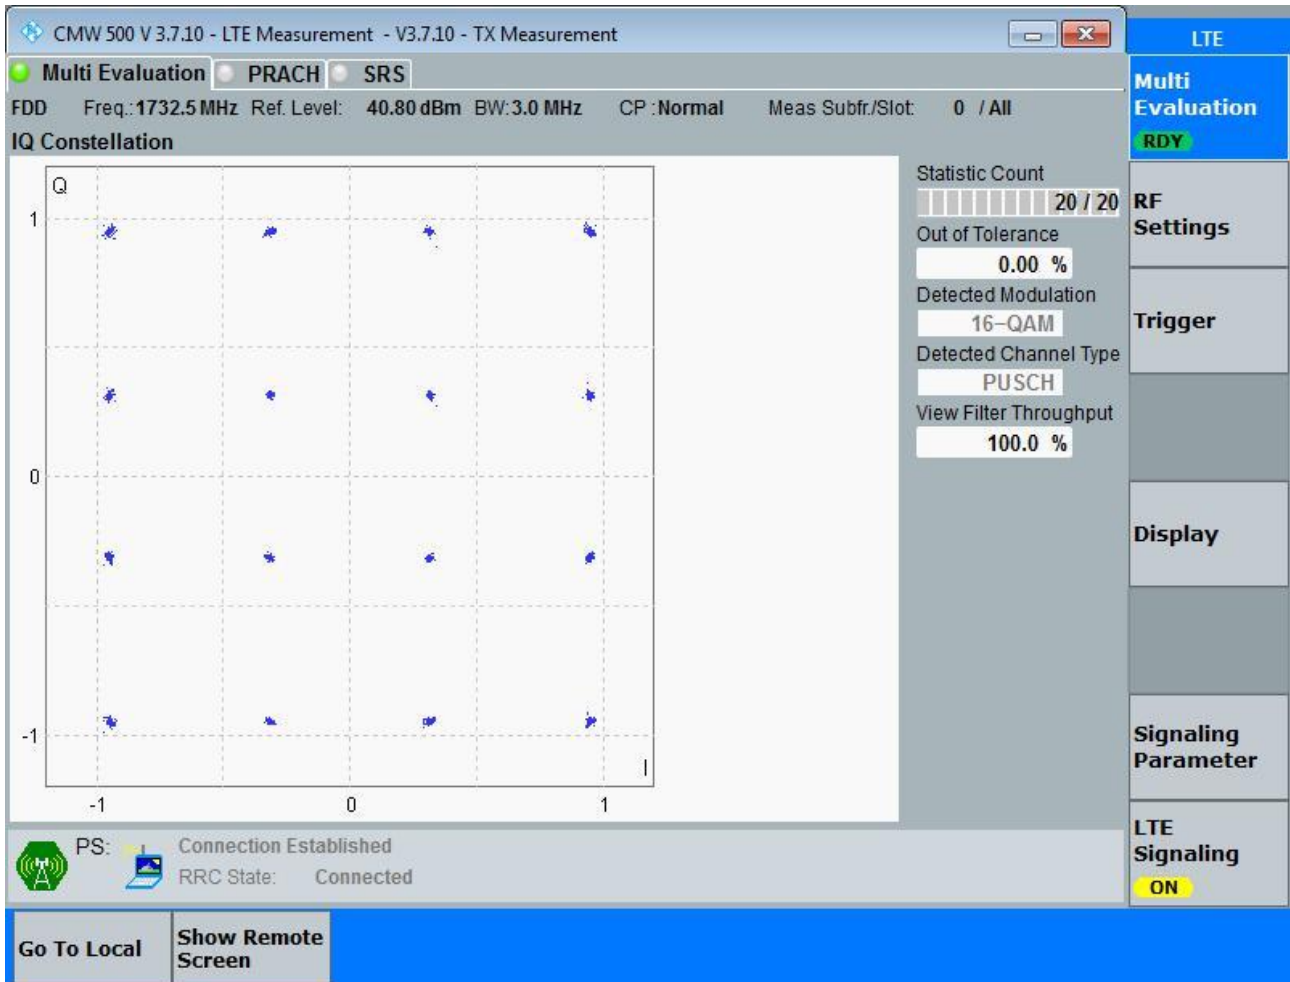 CMW 500 V 3.7.10 - LTE Measurement - V3.7.10 - TX Measurement
LTE
Multi Evaluation PRACH SRS
FDD Freq.: 1732.5 MHz Ref. Level: 40.80 dBm BW: 3.0 MHz CP : Normal Meas Subfr./Slot: 0 / All
IQ Constellation
Q
1
0
-1
I
-1 0 1
Statistic Count
20 / 20
Out of Tolerance
0.00 %
Detected Modulation
16-QAM
Detected Channel Type
PUSCH
View Filter Throughput
100.0 %
Multi
Evaluation
RDY
RF
Settings
Trigger
Display
Signaling
Parameter
LTE
Signaling
ON
PS: Connection Established
RRC State: Connected
Go To Local
Show Remote
Screen